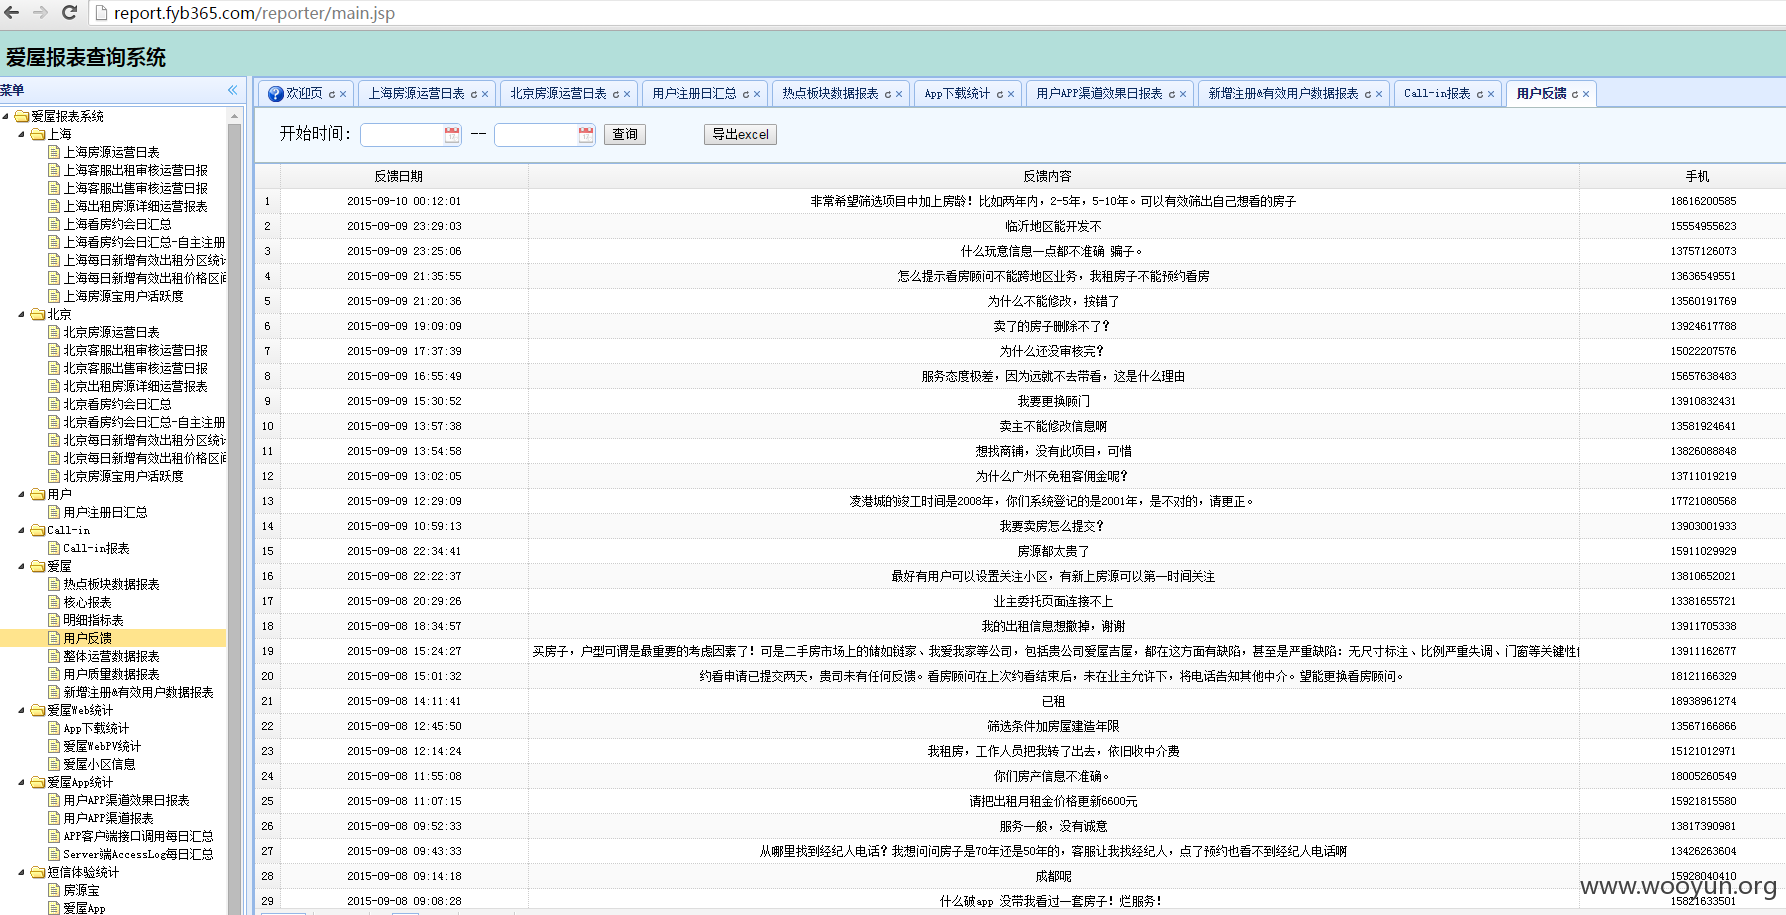 report.fyb365.com/reporter/main.jsp
爱屋报表查询系统
菜单
爱屋报表系统
上海
上海房源运营日表
上海客服出租审核运营日报
上海客服出售审核运营日报
上海出租房源详细运营报表
上海看房约会日汇总
上海看房约会日汇总-自主注册
上海每日新增有效出租分区统计
上海每日新增有效出租价格区间
上海房源宝用户活跃度
北京
北京房源运营日表
北京客服出租审核运营日报
北京客服出售审核运营日报
北京出租房源详细运营报表
北京看房约会日汇总
北京看房约会日汇总-自主注册
北京每日新增有效出租分区统计
北京每日新增有效出租价格区间
北京房源宝用户活跃度
用户
用户注册日汇总
Call-in
Call-in报表
爱屋
热点板块数据报表
核心报表
明细指标表
用户反馈
整体运营数据报表
用户质量数据报表
新增注册&有效用户数据报表
爱屋Web统计
App下载统计
爱屋WebPV统计
爱屋小区信息
爱屋App统计
用户APP渠道效果日报表
用户APP渠道报表
APP客户端接口调用每日汇总
Server端AccessLog每日汇总
短信体验统计
房源宝
爱屋App
欢迎页 上海房源运营日表 北京房源运营日表 用户注册日汇总 热点板块数据报表 App下载统计 用户APP渠道效果日报表 新增注册&有效用户数据报表 Call-in报表 用户反馈
开始时间： -- 查询 导出excel
反馈日期 反馈内容 手机
1 2015-09-10 00:12:01 非常希望筛选项目中加上房龄！比如两年内，2-5年，5-10年。可以有效筛出自己想看的房子 18616200585
2 2015-09-09 23:29:03 临沂地区能开发不 15554955623
3 2015-09-09 23:25:06 什么玩意信息一点都不准确 骗子。 13757126073
4 2015-09-09 21:35:55 怎么提示看房顾问不能跨地区业务，我租房子不能预约看房 13636549551
5 2015-09-09 21:20:36 为什么不能修改，按错了 13560191769
6 2015-09-09 19:09:09 卖了的房子删除不了？ 13924617788
7 2015-09-09 17:37:39 为什么还没审核完？ 15022207576
8 2015-09-09 16:55:49 服务态度极差，因为远就不去带看，这是什么理由 15657638483
9 2015-09-09 15:30:52 我要更换顾门 13910832431
10 2015-09-09 13:57:38 卖主不能修改信息啊 13581924641
11 2015-09-09 13:54:58 想找商铺，没有此项目，可惜 13826088848
12 2015-09-09 13:02:05 为什么广州不免租客佣金呢？ 13711019219
13 2015-09-09 12:29:09 凌港城的竣工时间是2008年，你们系统登记的是2001年，是不对的，请更正。 17721080568
14 2015-09-09 10:59:13 我要卖房怎么提交？ 13903001933
15 2015-09-08 22:34:41 房源都太贵了 15911029929
16 2015-09-08 22:22:37 最好有用户可以设置关注小区，有新上房源可以第一时间关注 13810652021
17 2015-09-08 20:29:26 业主委托页面连接不上 13381655721
18 2015-09-08 18:34:57 我的出租信息想撤掉，谢谢 13911705338
19 2015-09-08 15:24:27 买房子，户型可谓是最重要的考虑因素了！可是二手房市场上的储如链家、我爱我家等公司，包括贵公司爱屋吉屋，都在这方面有缺陷，甚至是严重缺陷：无尺寸标注、比例严重失调、门窗等关键性 13911162677
20 2015-09-08 15:01:32 约看申请已提交两天，贵司未有任何反馈。看房顾问在上次约看结束后，未在业主允许下，将电话告知其他中介。望能更换看房顾问。 18121166329
21 2015-09-08 14:11:41 已租 18938961274
22 2015-09-08 12:45:50 筛选条件加房屋建造年限 13567166866
23 2015-09-08 12:14:24 我租房，工作人员把我转了出去，依旧收中介费 15121012971
24 2015-09-08 11:55:08 你们房产信息不准确。 18005260549
25 2015-09-08 11:07:15 请把出租月租金价格更新6600元 15921815580
26 2015-09-08 09:52:33 服务一般，没有诚意 13817390981
27 2015-09-08 09:43:33 从哪里找到经纪人电话？我想问问房子是70年还是50年的，客服让我找经纪人，点了预约也看不到经纪人电话啊 13426263604
28 2015-09-08 09:14:18 成都呢 15928040410
29 2015-09-08 09:08:28 什么破app 没带我看过一套房子！烂服务！ 15821633501
www.wooyun.org